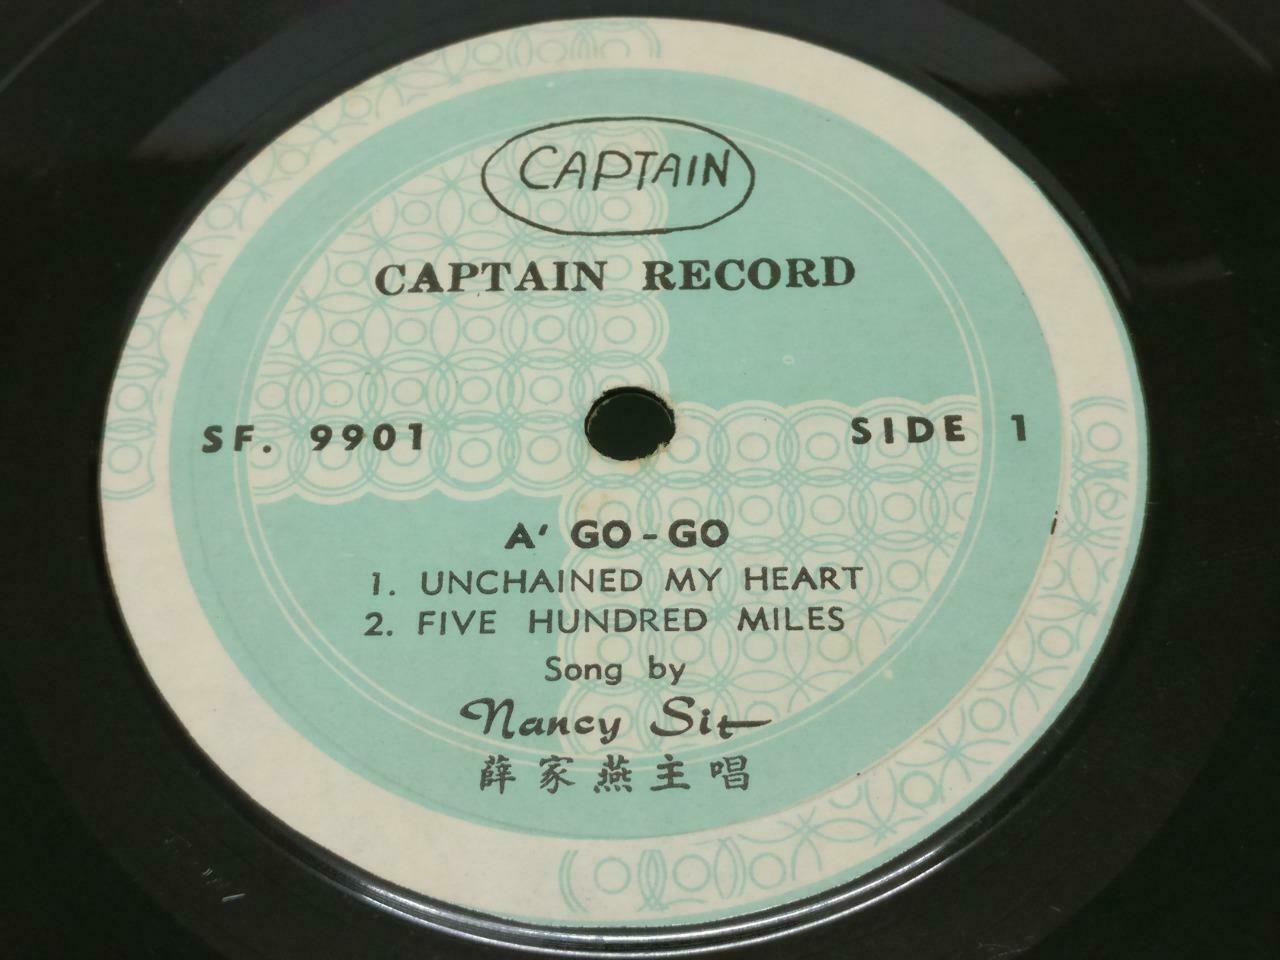 CAPTAIN
CAPTAIN RECORD
SF. 9901
SIDE 1
A' GO-GO
1. UNCHAINED MY HEART
2. FIVE HUNDRED MILES
Song by
Nancy Sit
薛家燕主唱